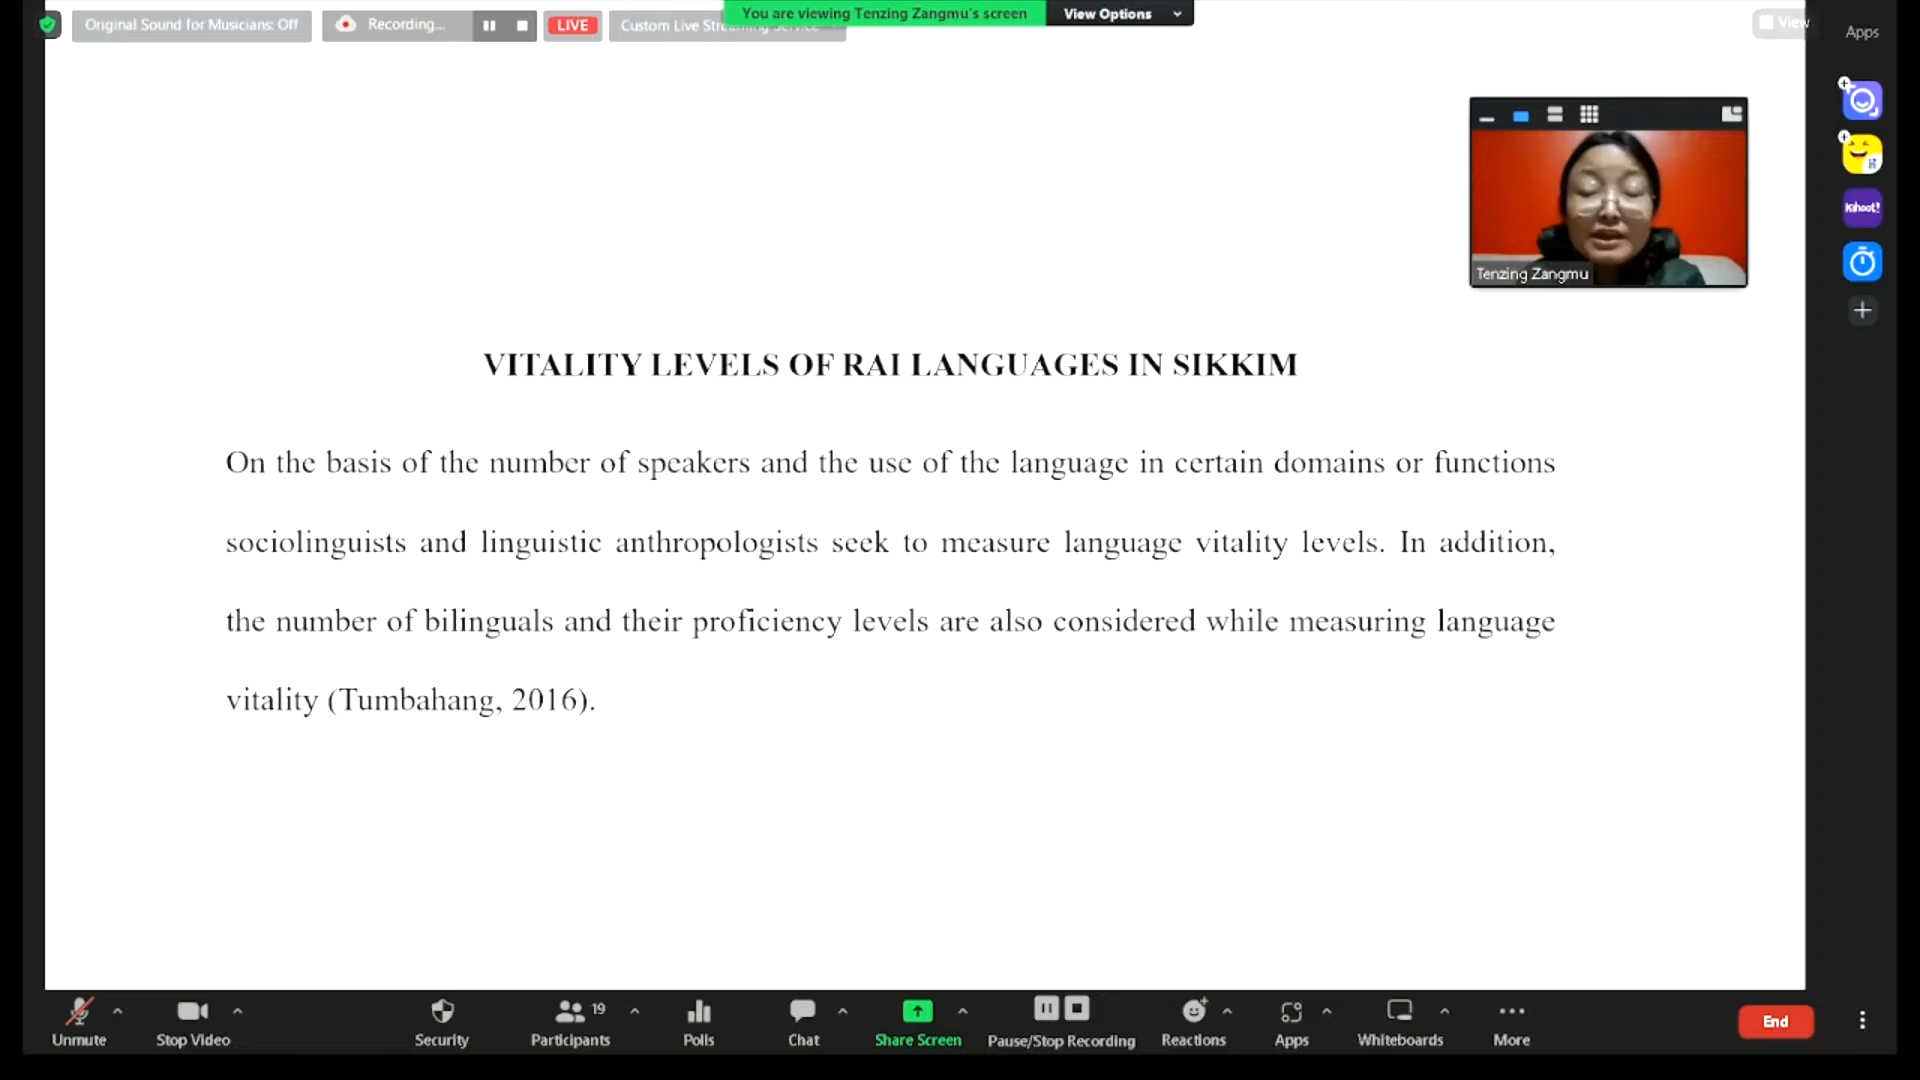 Original Sound for Musicians: Off
Recording...
LIVE
You are viewing Tenzing Zangmu's screen
View Options
View
Apps
Kahoot!
Tenzing Zangmu
VITALITY LEVELS OF RAI LANGUAGES IN SIKKIM
On the basis of the number of speakers and the use of the language in certain domains or functions
sociolinguists and linguistic anthropologists seek to measure language vitality levels. In addition,
the number of bilinguals and their proficiency levels are also considered while measuring language
vitality (Tumbahang, 2016).
Unmute
Stop Video
Security
19
Participants
Polls
Chat
Share Screen
Pause/Stop Recording
Reactions
Apps
Whiteboards
More
End